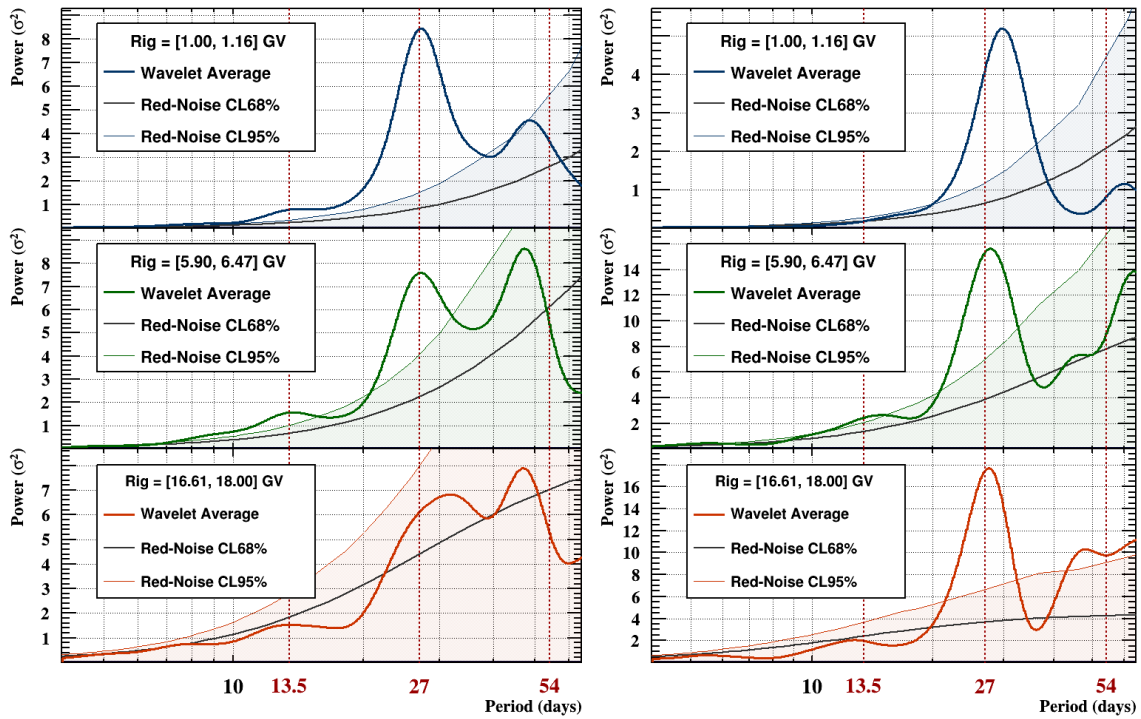 Power (σ²)
8
7
6
5
4
3
2
1
Rig = [1.00, 1.16] GV
Wavelet Average
Red-Noise CL68%
Red-Noise CL95%
Power (σ²)
8
7
6
5
4
3
2
1
Rig = [5.90, 6.47] GV
Wavelet Average
Red-Noise CL68%
Red-Noise CL95%
Power (σ²)
7
6
5
4
3
2
1
Rig = [16.61, 18.00] GV
Wavelet Average
Red-Noise CL68%
Red-Noise CL95%
10 13.5 27 54
Period (days)
Power (σ²)
4
3
2
1
Rig = [1.00, 1.16] GV
Wavelet Average
Red-Noise CL68%
Red-Noise CL95%
Power (σ²)
14
12
10
8
6
4
2
Rig = [5.90, 6.47] GV
Wavelet Average
Red-Noise CL68%
Red-Noise CL95%
Power (σ²)
16
14
12
10
8
6
4
2
Rig = [16.61, 18.00] GV
Wavelet Average
Red-Noise CL68%
Red-Noise CL95%
10 13.5 27 54
Period (days)